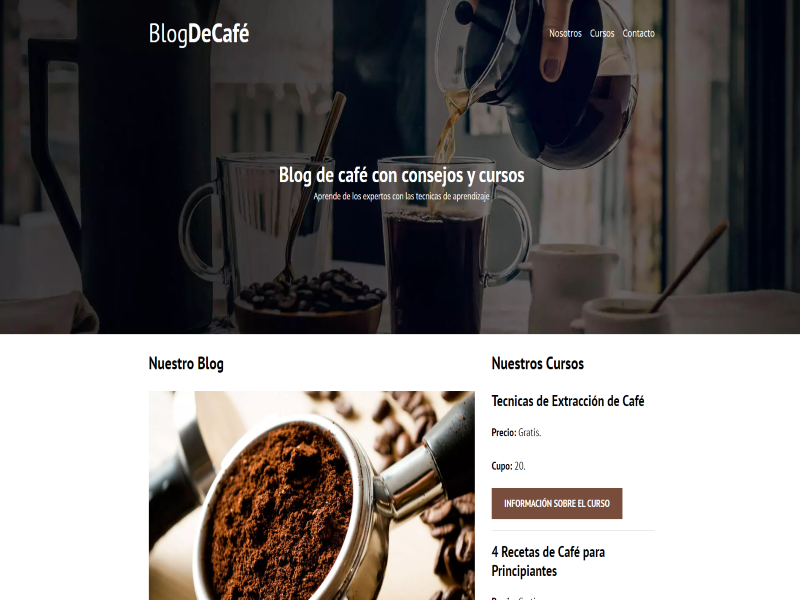 BlogDeCafé
Nosotros Cursos Contacto
Blog de café con consejos y cursos
Aprende de los expertos con las tecnicas de aprendizaje
Nuestro Blog
Nuestros Cursos
Tecnicas de Extracción de Café
Precio: Gratis.
Cupo: 20.
INFORMACIÓN SOBRE EL CURSO
4 Recetas de Café para
Principiantes